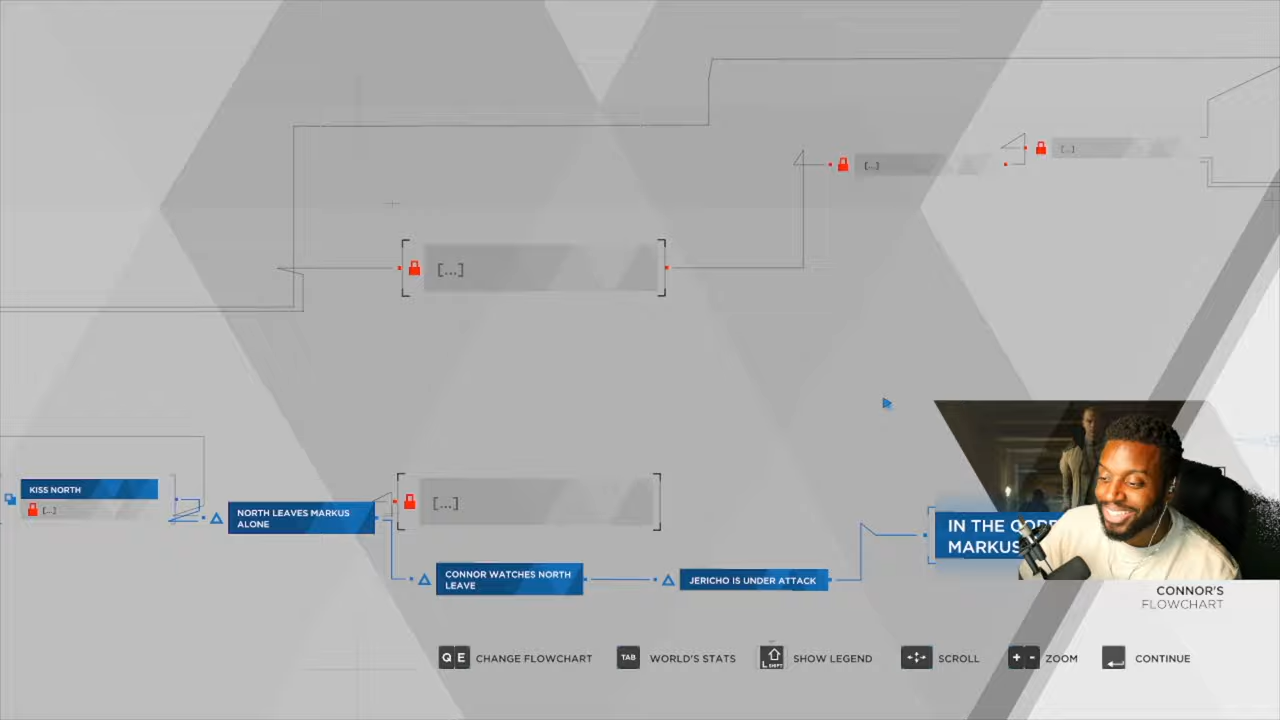 [...]
[...]
[...]
KISS NORTH
[...]
NORTH LEAVES MARKUS
ALONE
[...]
CONNOR WATCHES NORTH
LEAVE
JERICHO IS UNDER ATTACK
IN THE
MARKUS
CONNOR'S
FLOWCHART
Q E CHANGE FLOWCHART
TAB WORLD'S STATS
L SHIFT SHOW LEGEND
SCROLL
+ - ZOOM
CONTINUE